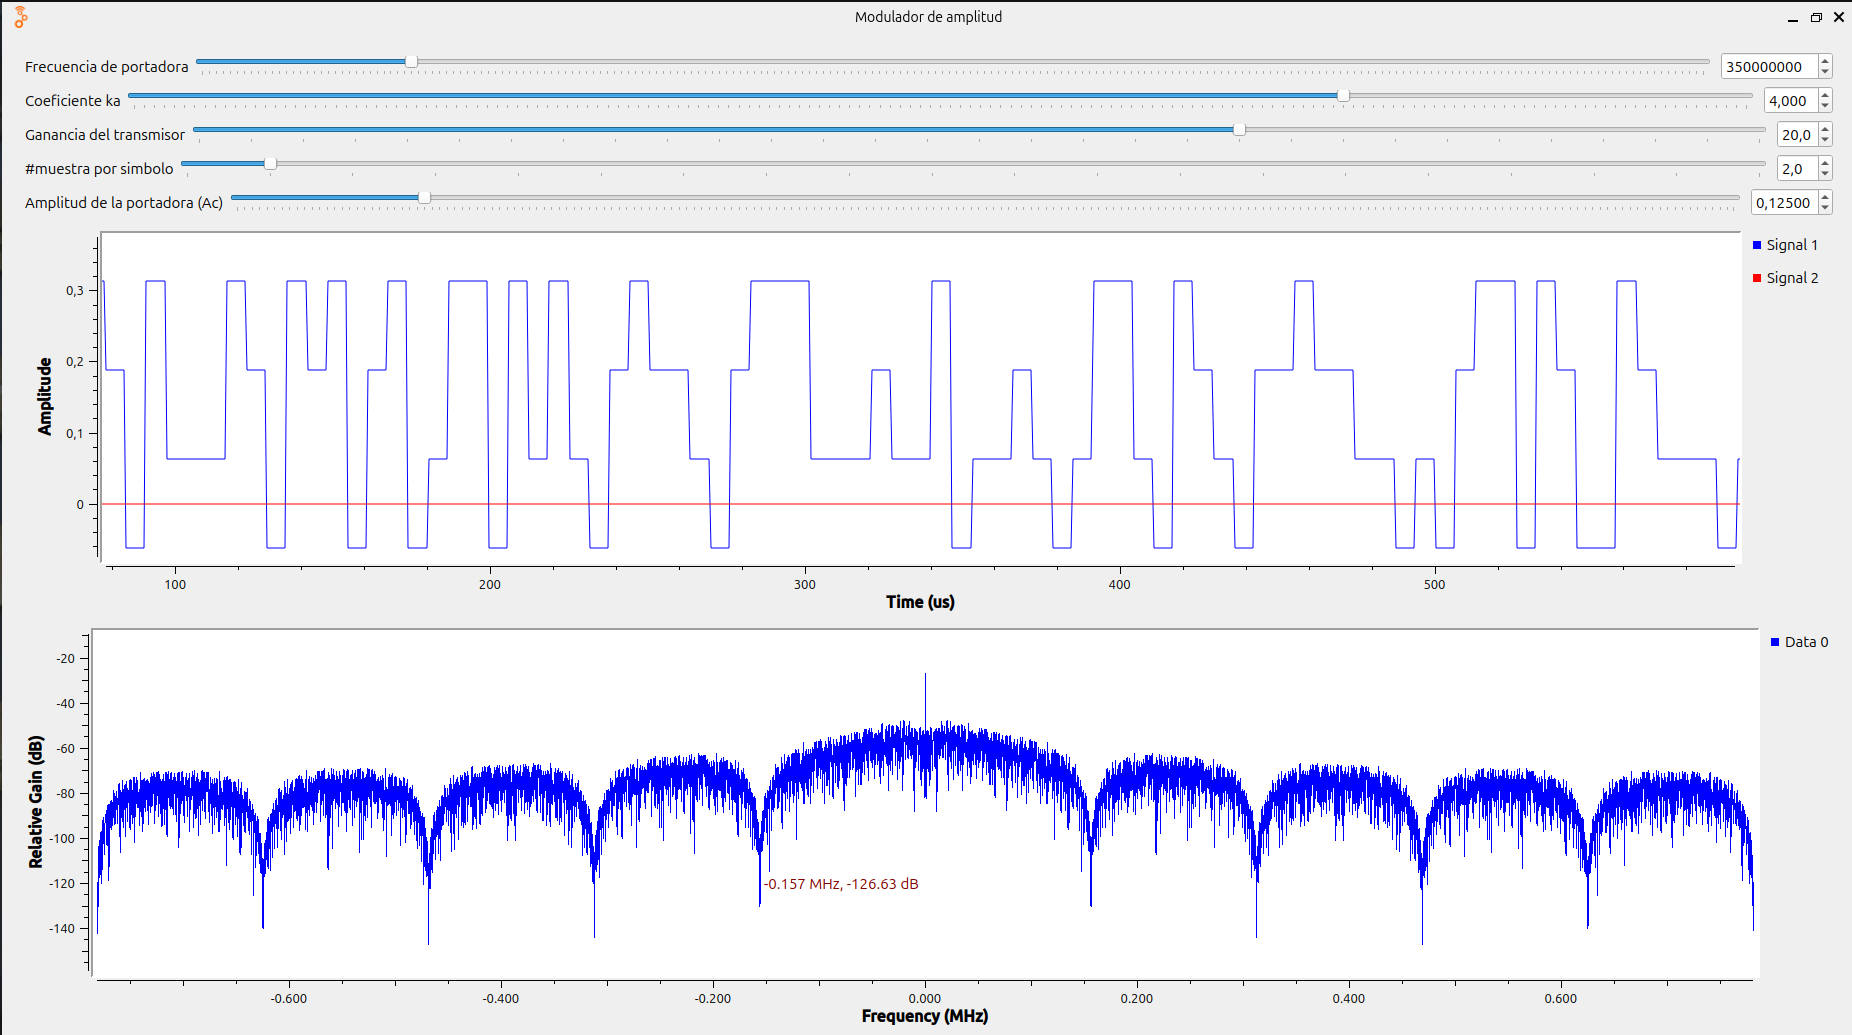 Modulador de amplitud
Frecuencia de portadora 350000000
Coeficiente ka 4,000
Ganancia del transmisor 20,0
#muestra por simbolo 2,0
Amplitud de la portadora (Ac) 0,12500
Signal 1
Signal 2
Amplitude
0,3
0,2
0,1
0
100 200 300 400 500
Time (us)
Data 0
Relative Gain (dB)
-20
-40
-60
-80
-100
-120
-140
-0.157 MHz, -126.63 dB
-0.600 -0.400 -0.200 0.000 0.200 0.400 0.600
Frequency (MHz)